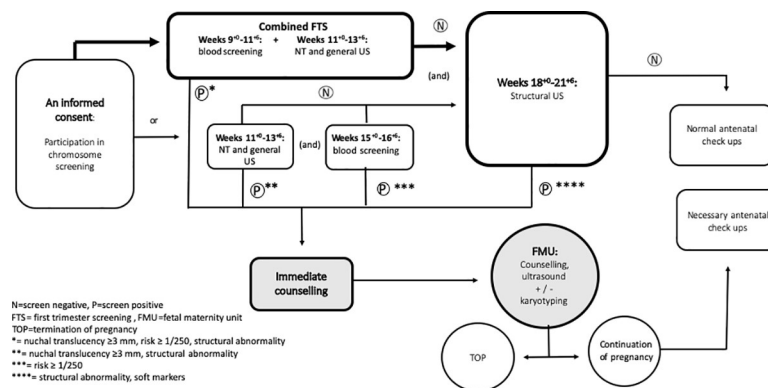 Combined FTS
Weeks 9⁺⁰-11⁺⁶: + Weeks 11⁺⁰-13⁺⁶:
blood screening NT and general US
N
(and)
Weeks 18⁺⁰-21⁺⁶:
Structural US
N
An informed
consent:
Participation in
chromosome
screening
or
P*
N
Weeks 11⁺⁰-13⁺⁶:
NT and general
US
(and)
Weeks 15⁺⁰-16⁺⁶:
blood screening
P**
P ***
P ****
Normal antenatal
check ups
Necessary antenatal
check ups
Immediate
counselling
FMU:
Counselling,
ultrasound
+ / -
karyotyping
TOP
Continuation
of pregnancy
N=screen negative, P=screen positive
FTS= first trimester screening , FMU=fetal maternity unit
TOP=termination of pregnancy
*= nuchal translucency ≥3 mm, risk ≥ 1/250, structural abnormality
**= nuchal translucency ≥3 mm, structural abnormality
***= risk ≥ 1/250
****= structural abnormality, soft markers